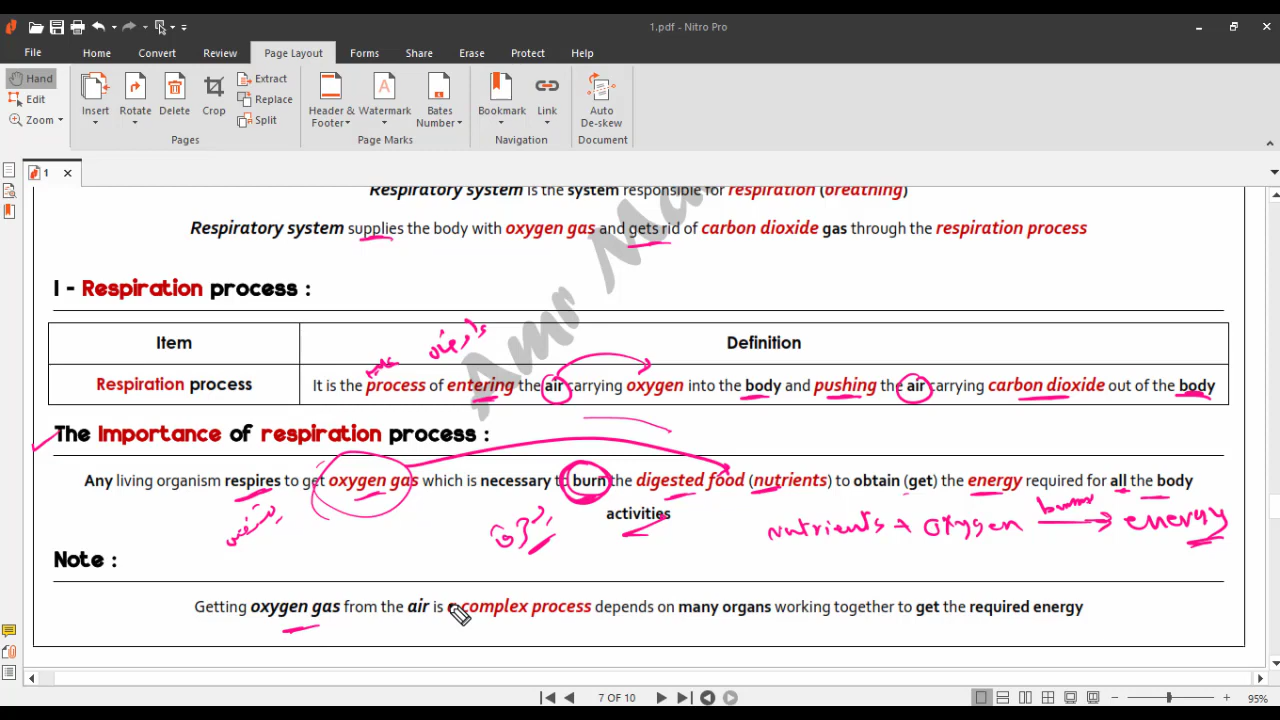 1.pdf - Nitro Pro
File Home Convert Review Page Layout Forms Share Erase Protect Help
Hand Edit Zoom
Insert Rotate Delete Crop Extract Replace Split
Pages
Header & Footer Watermark Bates Number
Page Marks
Bookmark Link
Navigation
Auto De-skew
Document
1
Respiratory system is the system responsible for respiration (breathing)
Respiratory system supplies the body with oxygen gas and gets rid of carbon dioxide gas through the respiration process
I - Respiration process :
Item Definition
Respiration process It is the process of entering the air carrying oxygen into the body and pushing the air carrying carbon dioxide out of the body
The Importance of respiration process :
Any living organism respires to get oxygen gas which is necessary to burn the digested food (nutrients) to obtain (get) the energy required for all the body
activities
nutrients + oxygen energy
Note :
Getting oxygen gas from the air is complex process depends on many organs working together to get the required energy
Amr
7 OF 10
95%